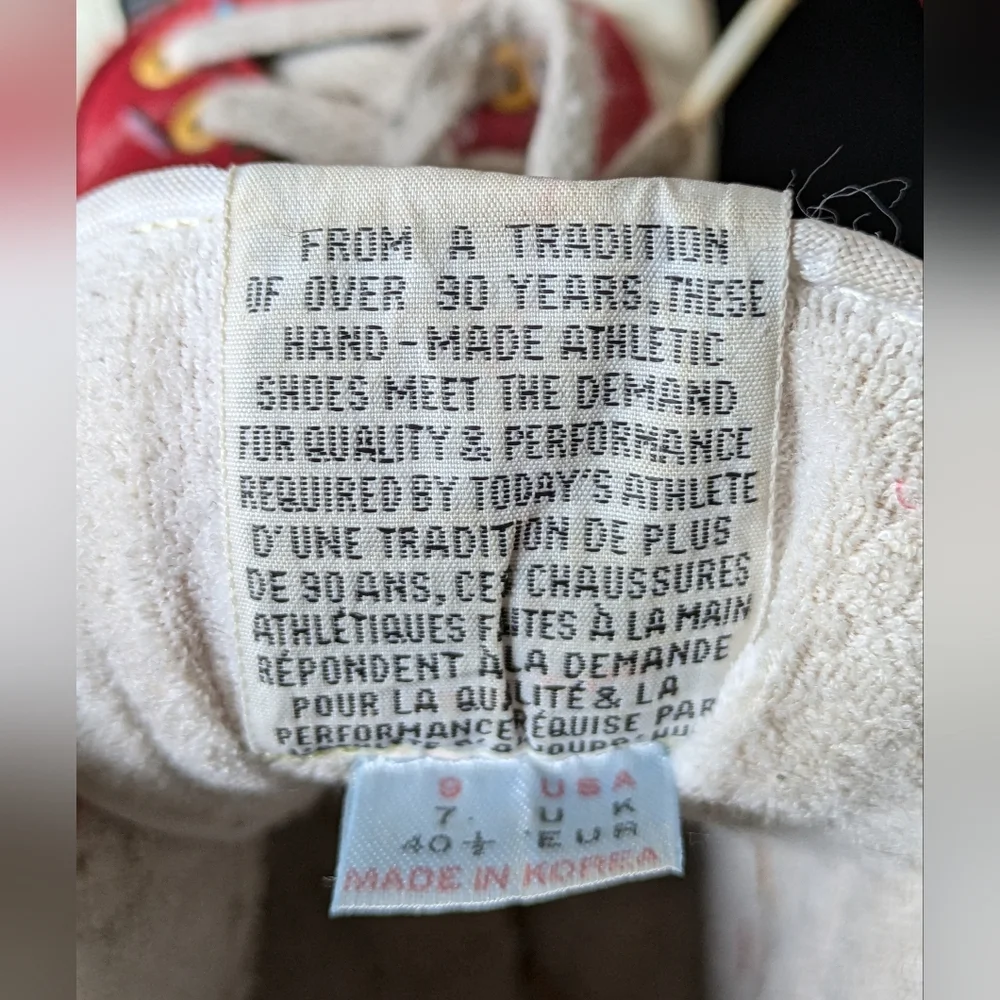 FROM A TRADITION
OF OVER 90 YEARS, THESE
HAND-MADE ATHLETIC
SHOES MEET THE DEMAND
FOR QUALITY & PERFORMANCE
REQUIRED BY TODAY'S ATHLETE
D'UNE TRADITION DE PLUS
DE 90 ANS, CES CHAUSSURES
ATHLÉTIQUES FAITES À LA MAIN
RÉPONDENT À LA DEMANDE
POUR LA QUALITÉ & LA
PERFORMANCE RÉQUISE PAR
9 USA
7 UK
40½ EUR
MADE IN KOREA